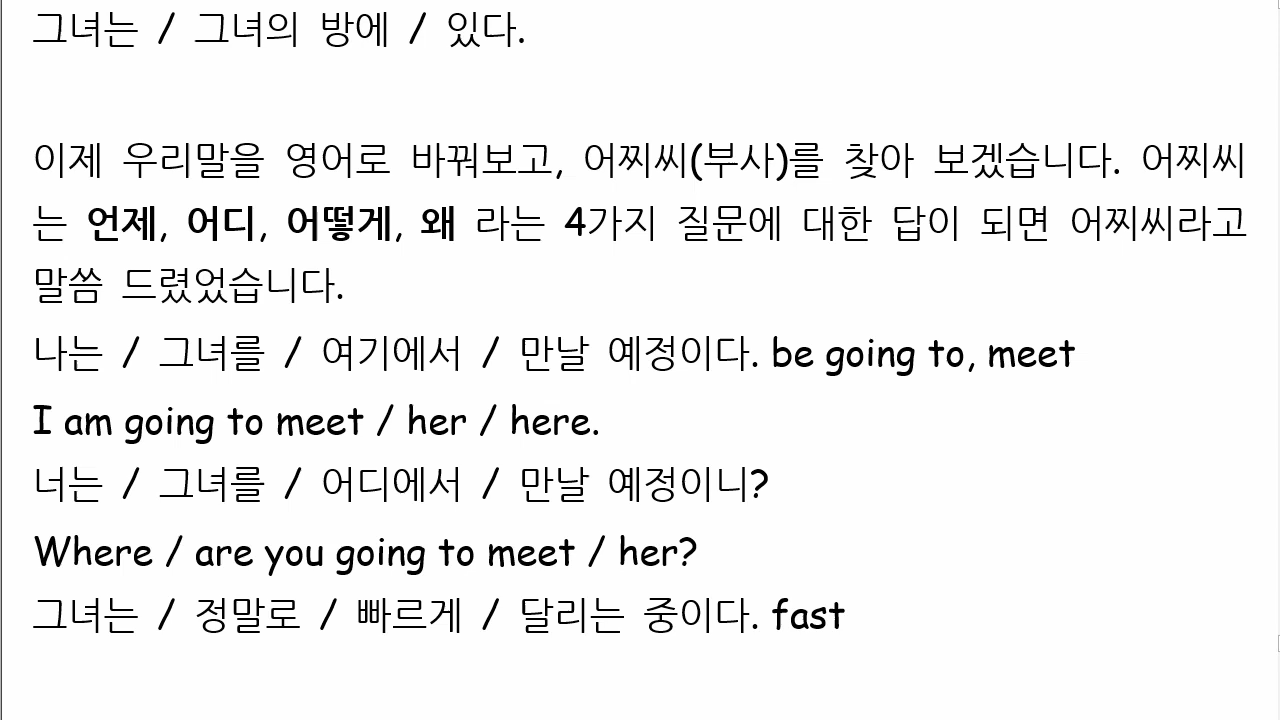 그녀는 / 그녀의 방에 / 있다.
이제 우리말을 영어로 바꿔보고, 어찌씨(부사)를 찾아 보겠습니다. 어찌씨
는 언제, 어디, 어떻게, 왜 라는 4가지 질문에 대한 답이 되면 어찌씨라고
말씀 드렸었습니다.
나는 / 그녀를 / 여기에서 / 만날 예정이다. be going to, meet
I am going to meet / her / here.
너는 / 그녀를 / 어디에서 / 만날 예정이니?
Where / are you going to meet / her?
그녀는 / 정말로 / 빠르게 / 달리는 중이다. fast